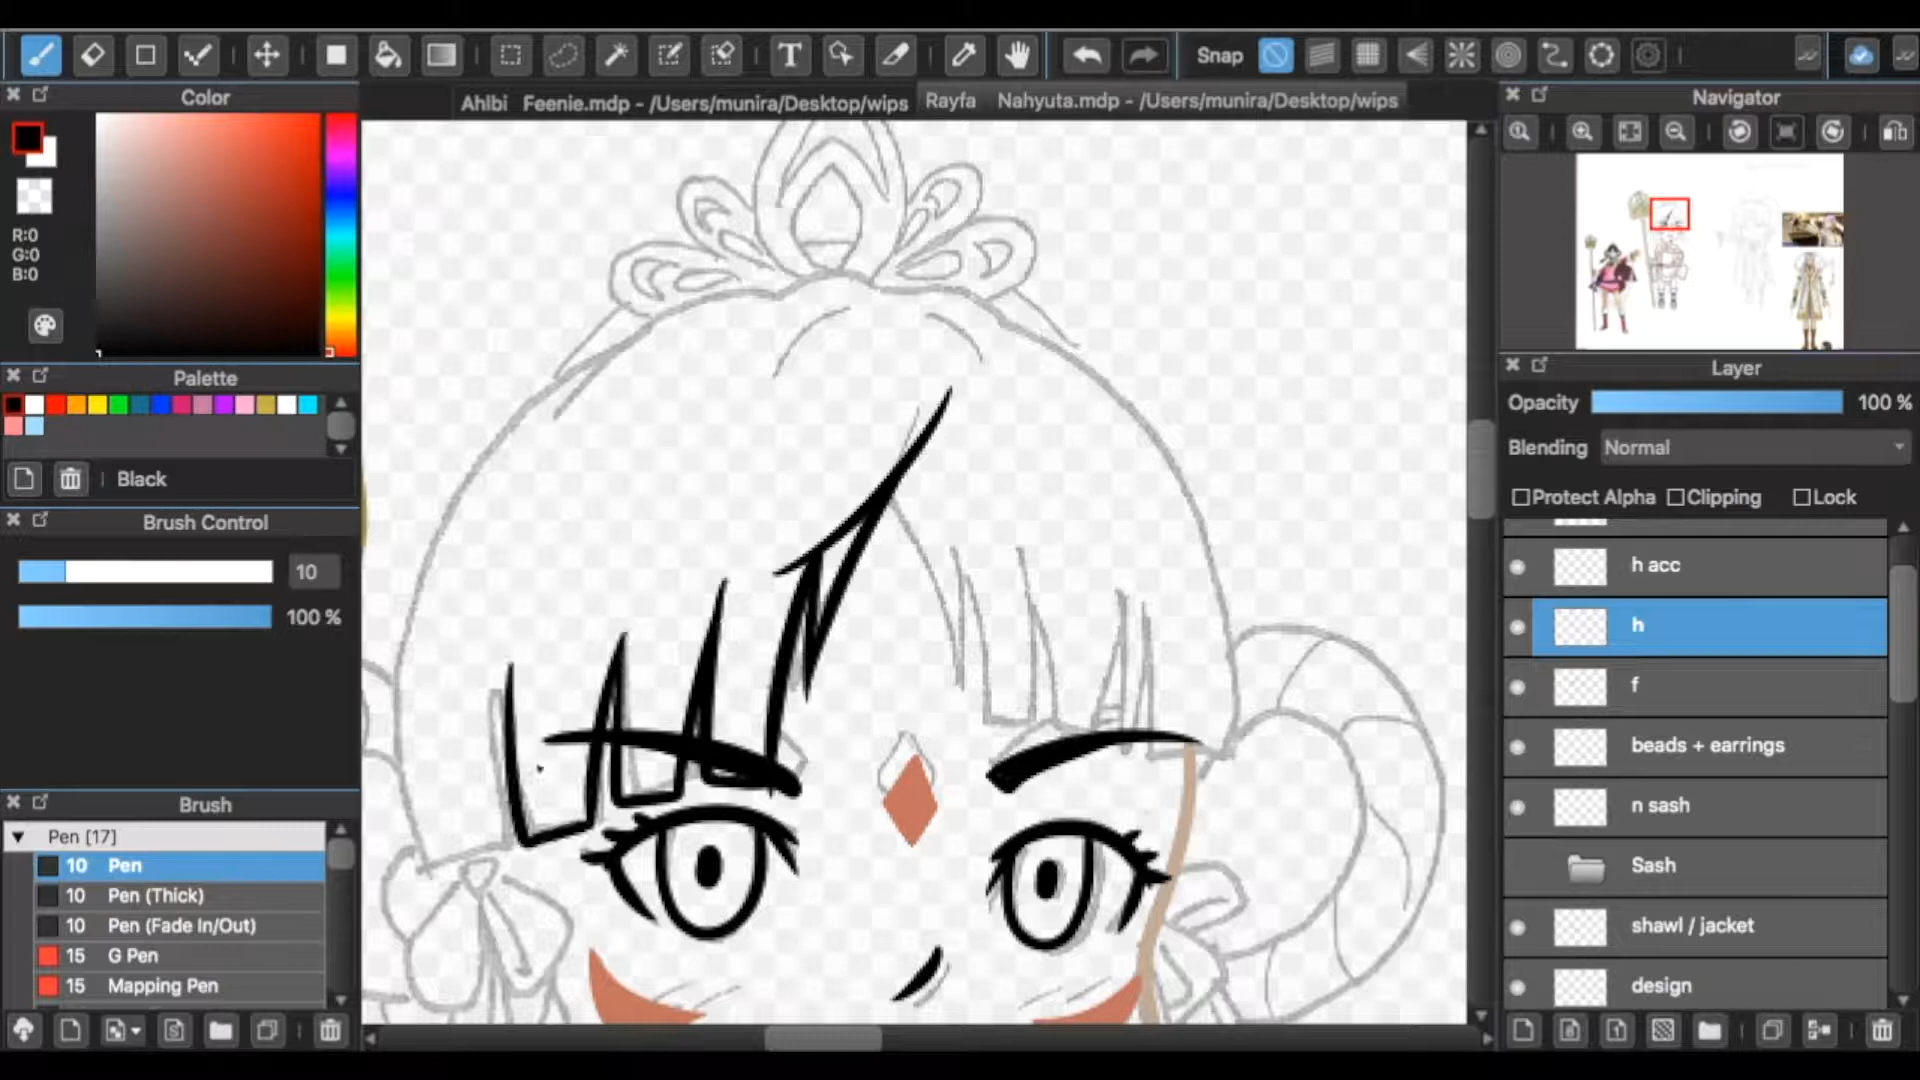 T
Snap
Color
Ahlbi Feenie.mdp - /Users/munira/Desktop/wips
Rayfa Nahyuta.mdp - /Users/munira/Desktop/wips
Navigator
R:0
G:0
B:0
Palette
Black
Brush Control
10
100 %
Brush
Pen [17]
10 Pen
10 Pen (Thick)
10 Pen (Fade In/Out)
15 G Pen
15 Mapping Pen
Layer
Opacity 100 %
Blending Normal
Protect Alpha Clipping Lock
h acc
h
f
beads + earrings
n sash
Sash
shawl / jacket
design